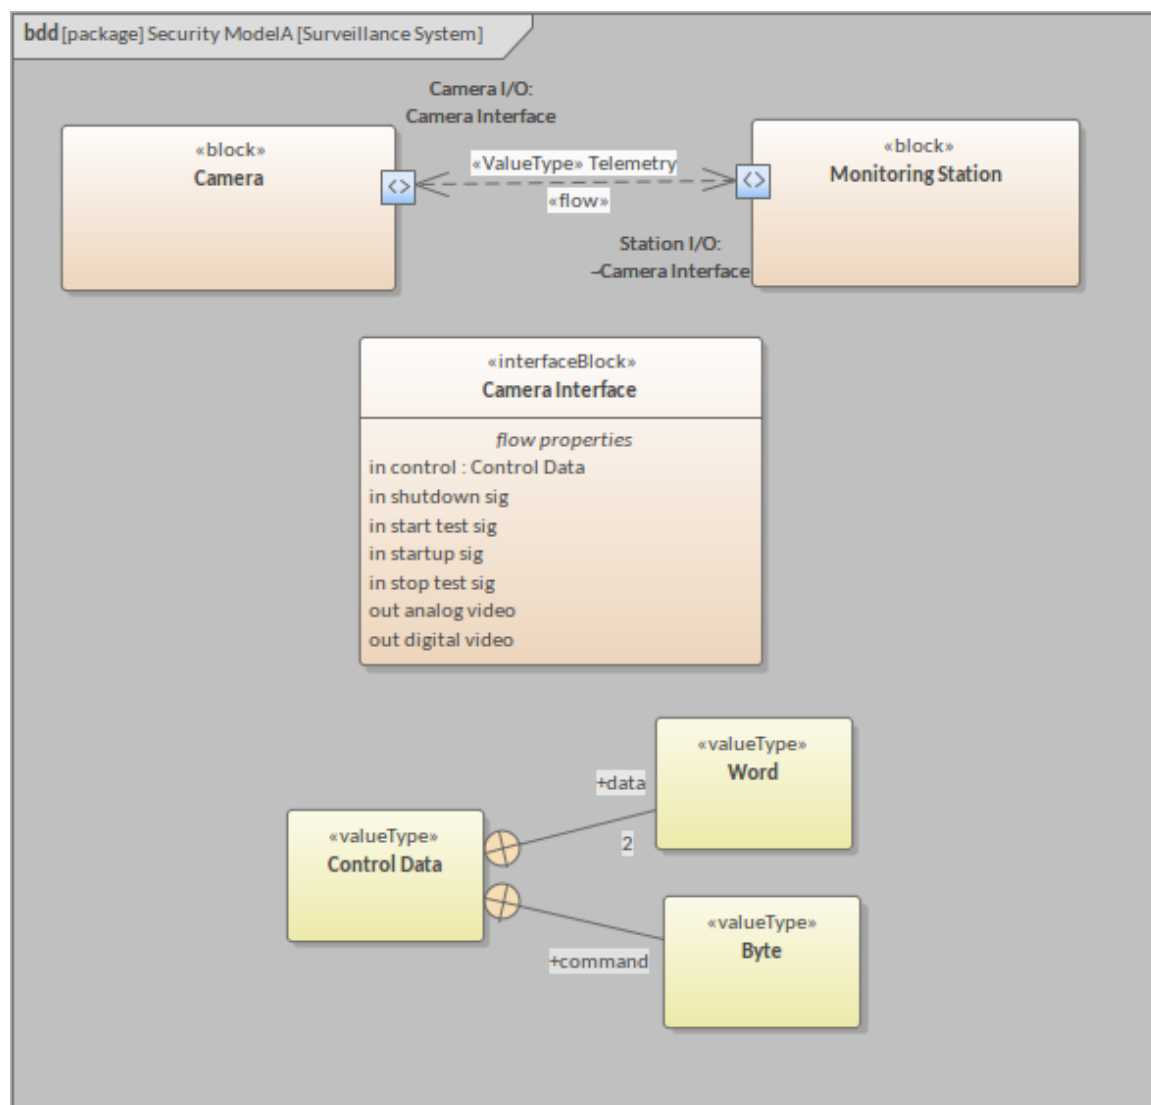 bdd [package] Security ModelA [Surveillance System]
Camera I/O:
Camera Interface
«block»
Camera
<>
«ValueType» Telemetry
«flow»
<>
«block»
Monitoring Station
Station I/O:
~Camera Interface
«interfaceBlock»
Camera Interface
flow properties
in control : Control Data
in shutdown sig
in start test sig
in startup sig
in stop test sig
out analog video
out digital video
«valueType»
Word
+data
2
«valueType»
Control Data
«valueType»
Byte
+command